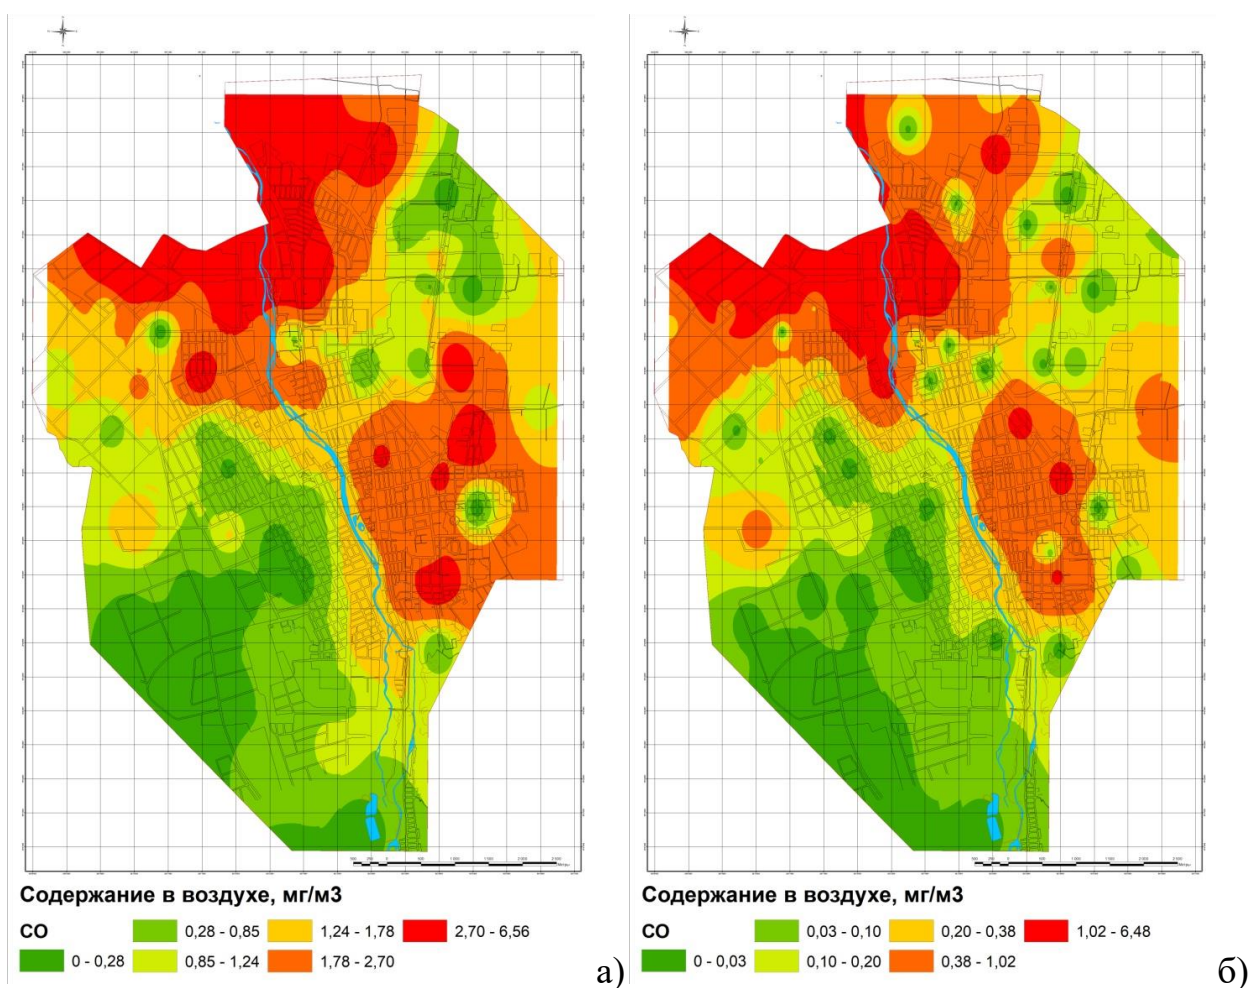 Содержание в воздухе, мг/м3
СО
0 - 0,28
0,28 - 0,85
0,85 - 1,24
1,24 - 1,78
1,78 - 2,70
2,70 - 6,56
а)
Содержание в воздухе, мг/м3
СО
0 - 0,03
0,03 - 0,10
0,10 - 0,20
0,20 - 0,38
0,38 - 1,02
1,02 - 6,48
б)